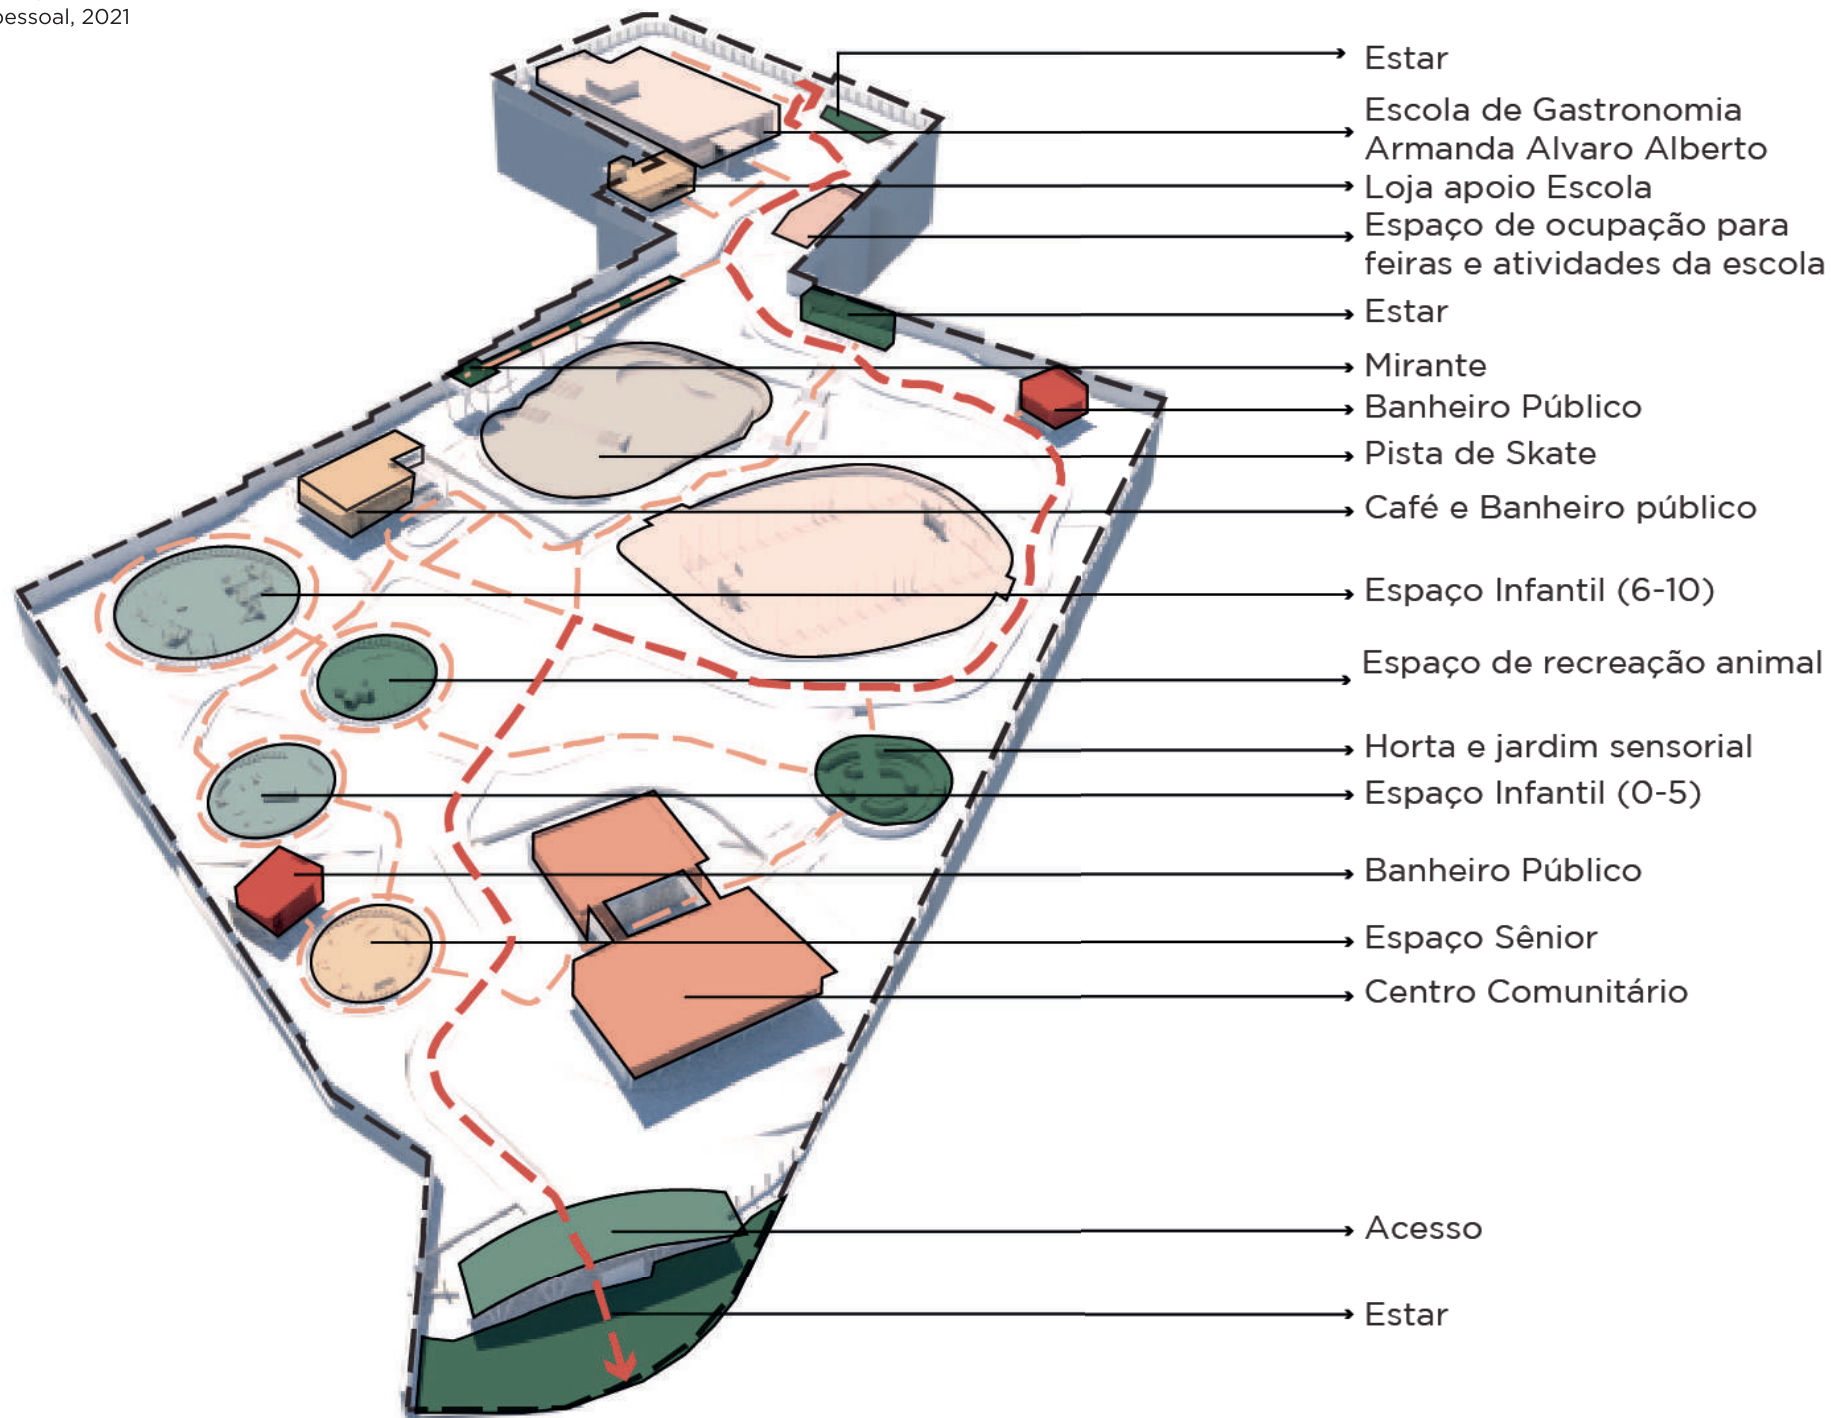 pessoal, 2021
Estar
Escola de Gastronomia
Armanda Alvaro Alberto
Loja apoio Escola
Espaço de ocupação para
feiras e atividades da escola
Estar
Mirante
Banheiro Público
Pista de Skate
Café e Banheiro público
Espaço Infantil (6-10)
Espaço de recreação animal
Horta e jardim sensorial
Espaço Infantil (0-5)
Banheiro Público
Espaço Sênior
Centro Comunitário
Acesso
Estar